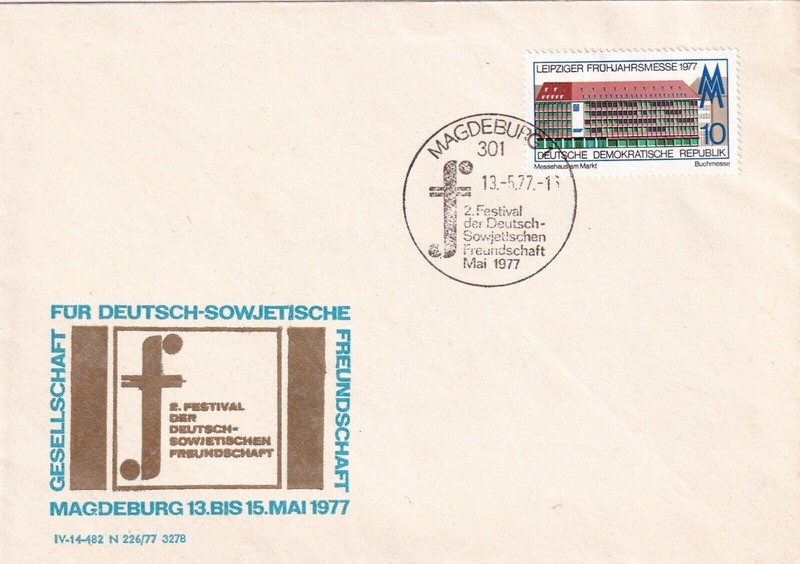 LEIPZIGER FRÜHJAHRSMESSE 1977
MM
10
DEUTSCHE DEMOKRATISCHE REPUBLIK
Messehaus am Markt
Buchmesse
MAGDEBURG 1
301
13.-5.77.-16
f
2. Festival
der Deutsch-
Sowjetischen
Freundschaft
Mai 1977
GESELLSCHAFT
FÜR DEUTSCH-SOWJETISCHE
FREUNDSCHAFT
f
2. FESTIVAL
DER
DEUTSCH-
SOWJETISCHEN
FREUNDSCHAFT
MAGDEBURG 13. BIS 15. MAI 1977
IV-14-482 N 226/77 3278